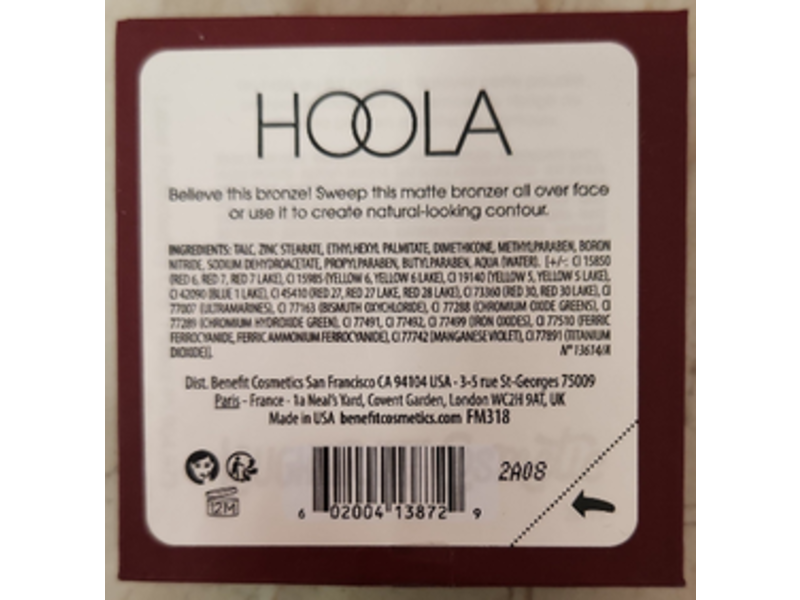 HOOLA
Believe this bronze! Sweep this matte bronzer all over face
or use it to create natural-looking contour.
INGREDIENTS: TALC, ZINC STEARATE, ETHYLHEXYL PALMITATE, DIMETHICONE, METHYLPARABEN, BORON
NITRIDE, SODIUM DEHYDROACETATE, PROPYLPARABEN, BUTYLPARABEN, AQUA (WATER). [+/-: CI 15850
(RED 6, RED 7, RED 7 LAKE), CI 15985 (YELLOW 6, YELLOW 6 LAKE), CI 19140 (YELLOW 5, YELLOW 5 LAKE),
CI 42090 (BLUE 1 LAKE), CI 45410 (RED 27, RED 27 LAKE, RED 28 LAKE), CI 73360 (RED 30, RED 30 LAKE), CI
77007 (ULTRAMARINES), CI 77163 (BISMUTH OXYCHLORIDE), CI 77288 (CHROMIUM OXIDE GREENS), CI
77289 (CHROMIUM HYDROXIDE GREEN), CI 77491, CI 77492, CI 77499 (IRON OXIDES), CI 77510 (FERRIC
FERROCYANIDE, FERRIC AMMONIUM FERROCYANIDE), CI 77742 (MANGANESE VIOLET), CI 77891 (TITANIUM
DIOXIDE)]. N° 13614/A
Dist. Benefit Cosmetics San Francisco CA 94104 USA - 3-5 rue St-Georges 75009
Paris - France - 1a Neal's Yard, Covent Garden, London WC2H 9AT, UK
Made in USA benefitcosmetics.com FM318
2A08
12M
6 02004 13872 9